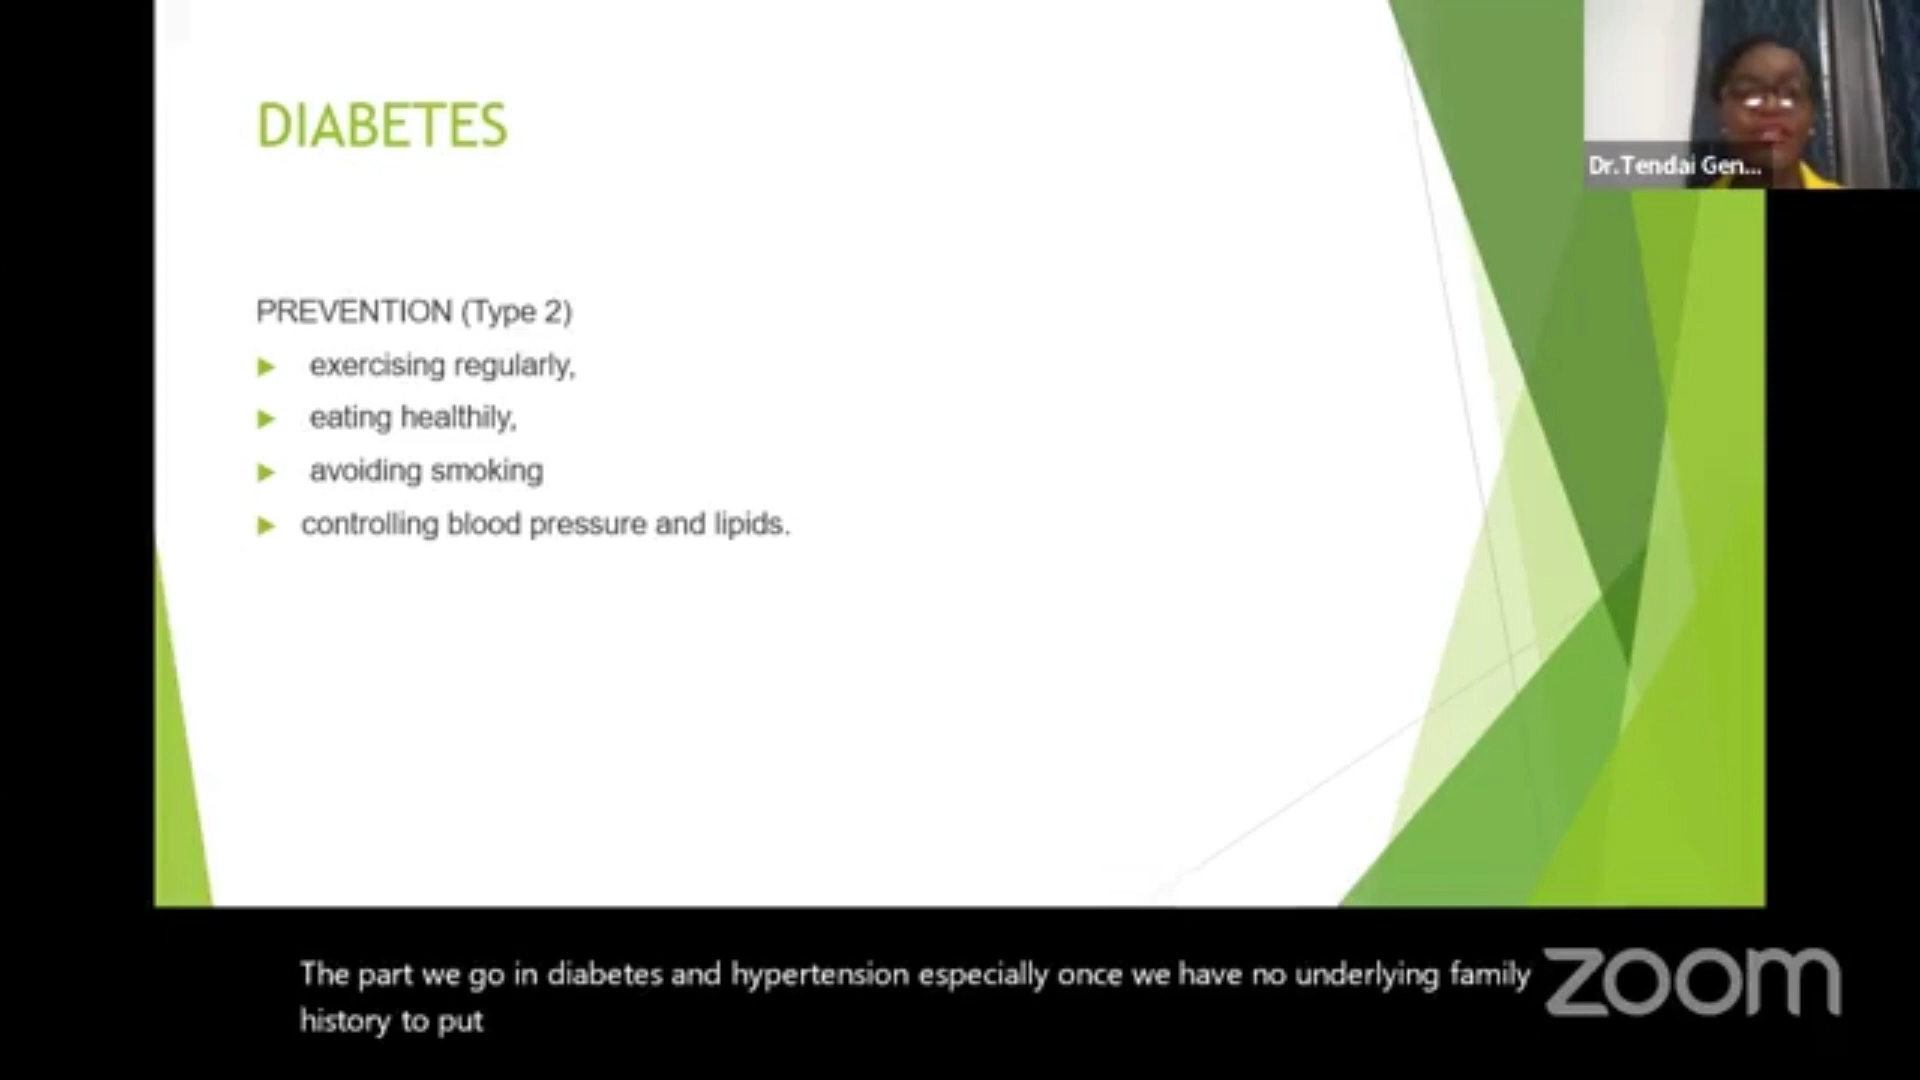 DIABETES
Dr.Tendai Gen...
PREVENTION (Type 2)
exercising regularly,
eating healthily,
avoiding smoking
controlling blood pressure and lipids.
The part we go in diabetes and hypertension especially once we have no underlying family
history to put
zoom